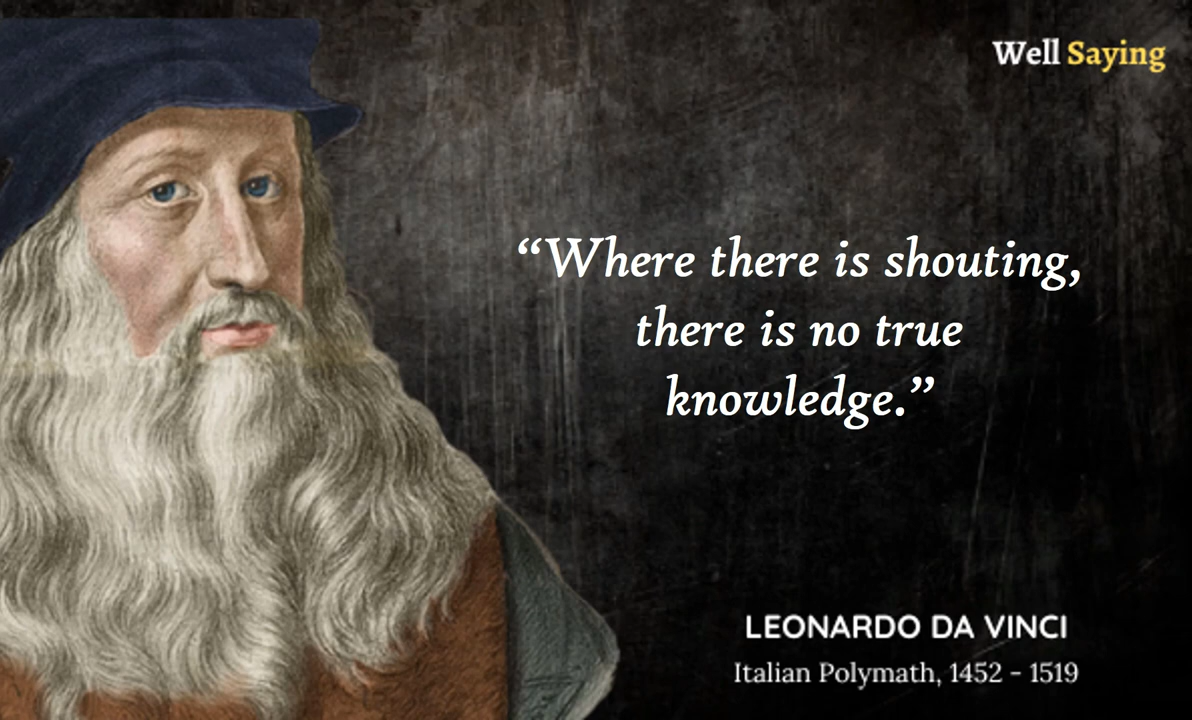 Well Saying
“Where there is shouting,
there is no true
knowledge.”
LEONARDO DA VINCI
Italian Polymath, 1452 - 1519